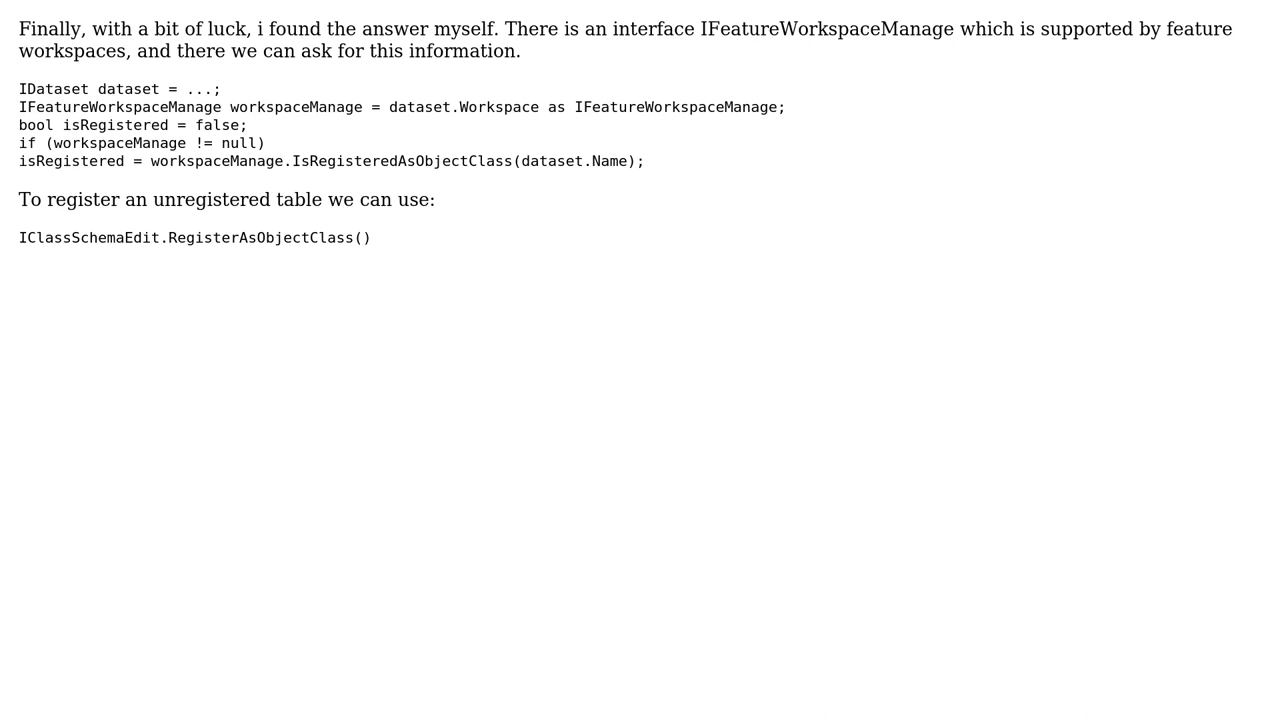 Finally, with a bit of luck, i found the answer myself. There is an interface IFeatureWorkspaceManage which is supported by feature
workspaces, and there we can ask for this information.
IDataset dataset = ...;
IFeatureWorkspaceManage workspaceManage = dataset.Workspace as IFeatureWorkspaceManage;
bool isRegistered = false;
if (workspaceManage != null)
isRegistered = workspaceManage.IsRegisteredAsObjectClass(dataset.Name);
To register an unregistered table we can use:
IClassSchemaEdit.RegisterAsObjectClass()